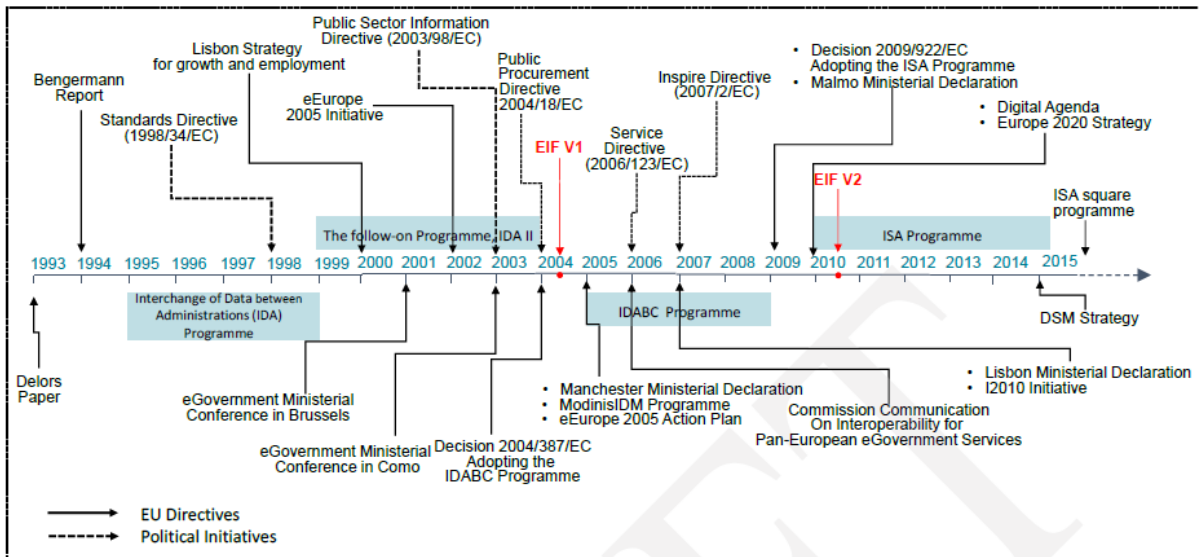 Public Sector Information
Directive (2003/98/EC)
Lisbon Strategy
for growth and employment
Bengermann
Report
Standards Directive
(1998/34/EC)
eEurope
2005 Initiative
Public
Procurement
Directive
2004/18/EC
EIF V1
Service
Directive
(2006/123/EC)
Inspire Directive
(2007/2/EC)
• Decision 2009/922/EC
Adopting the ISA Programme
• Malmo Ministerial Declaration
• Digital Agenda
• Europe 2020 Strategy
EIF V2
ISA square
programme
The follow-on Programme, IDA II
ISA Programme
1993 1994 1995 1996 1997 1998 1999 2000 2001 2002 2003 2004 2005 2006 2007 2008 2009 2010 2011 2012 2013 2014 2015
Interchange of Data between
Administrations (IDA)
Programme
IDABC Programme
DSM Strategy
Delors
Paper
eGovernment Ministerial
Conference in Brussels
eGovernment Ministerial
Conference in Como
Decision 2004/387/EC
Adopting the
IDABC Programme
• Manchester Ministerial Declaration
• ModinisIDM Programme
• eEurope 2005 Action Plan
Commission Communication
On Interoperability for
Pan-European eGovernment Services
• Lisbon Ministerial Declaration
• I2010 Initiative
EU Directives
Political Initiatives